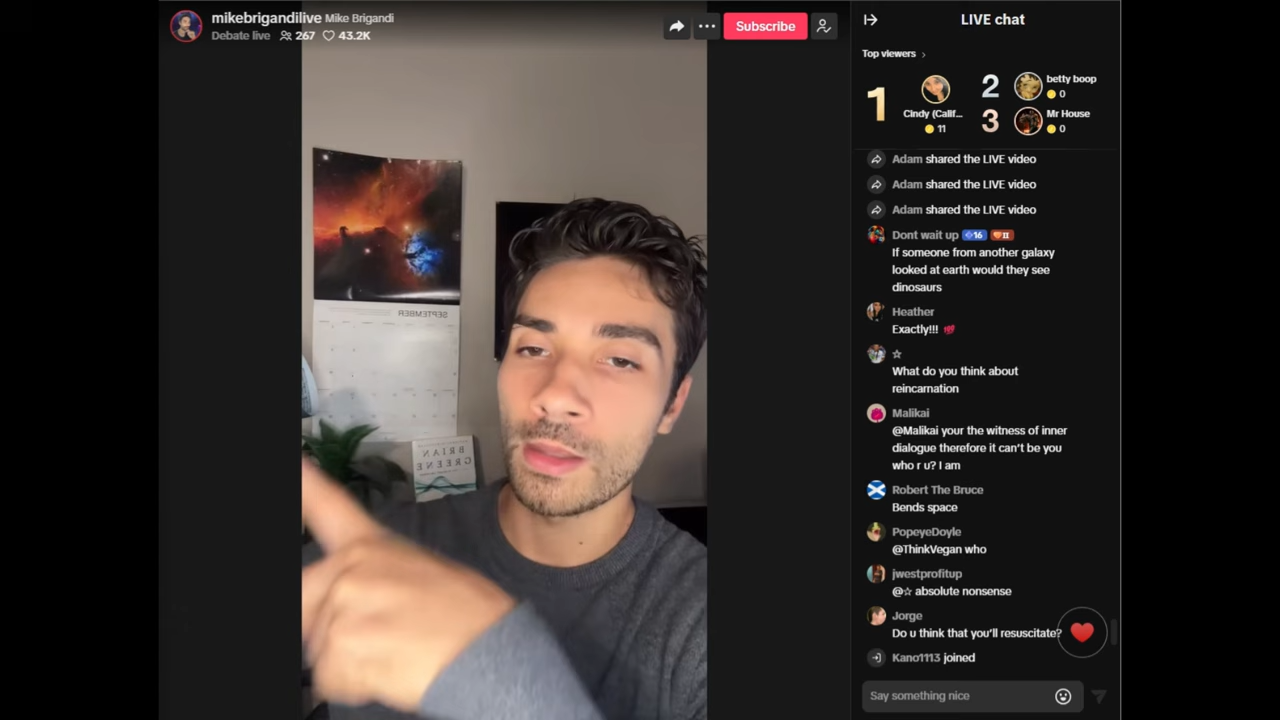 mikebrigandilive Mike Brigandi
Debate live 267 43.2K
Subscribe
SEPTEMBER
BRIAN
GREENE
LIVE chat
Top viewers
1
Cindy (Calif...
11
2
betty boop
0
3
Mr House
0
Adam shared the LIVE video
Adam shared the LIVE video
Adam shared the LIVE video
Dont wait up 16 II
If someone from another galaxy
looked at earth would they see
dinosaurs
Heather
Exactly!!! 💯
☆
What do you think about
reincarnation
Malikai
@Malikai your the witness of inner
dialogue therefore it can't be you
who r u? I am
Robert The Bruce
Bends space
PopeyeDoyle
@ThinkVegan who
jwestprofitup
@☆ absolute nonsense
Jorge
Do u think that you'll resuscitate?
Kano1113 joined
Say something nice